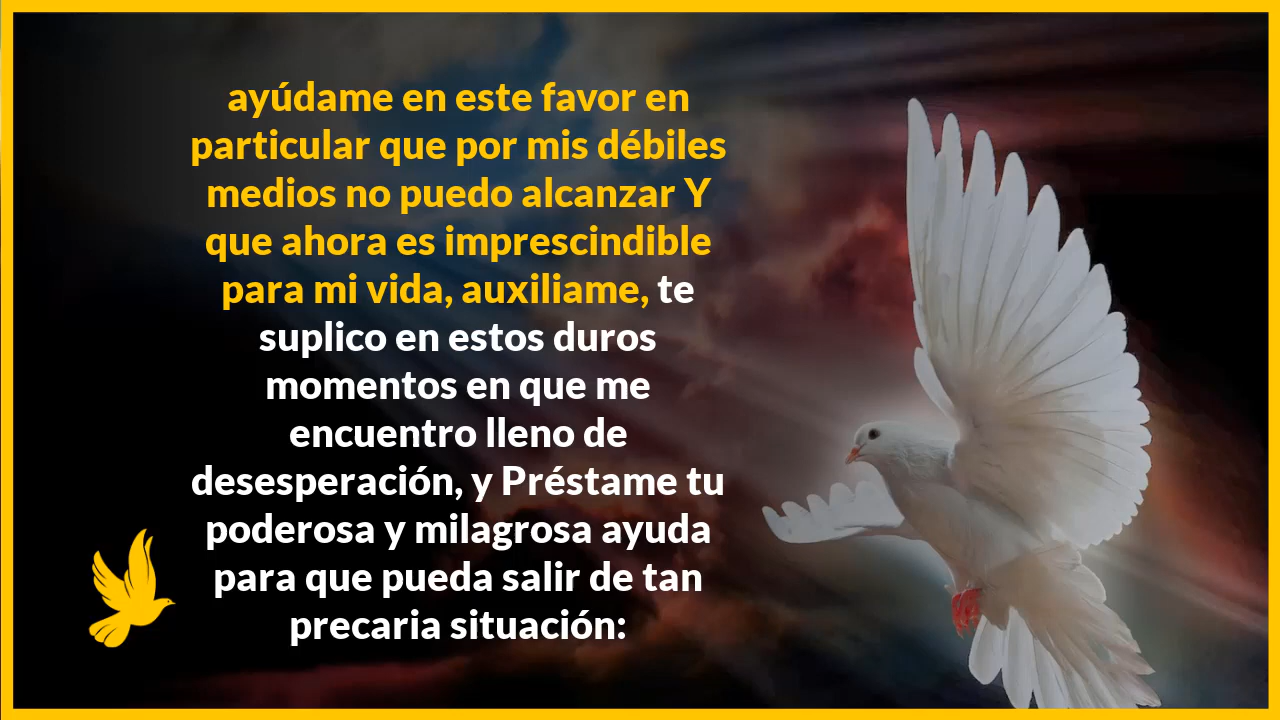 ayúdame en este favor en
particular que por mis débiles
medios no puedo alcanzar Y
que ahora es imprescindible
para mi vida, auxiliame, te
suplico en estos duros
momentos en que me
encuentro lleno de
desesperación, y Préstame tu
poderosa y milagrosa ayuda
para que pueda salir de tan
precaria situación: